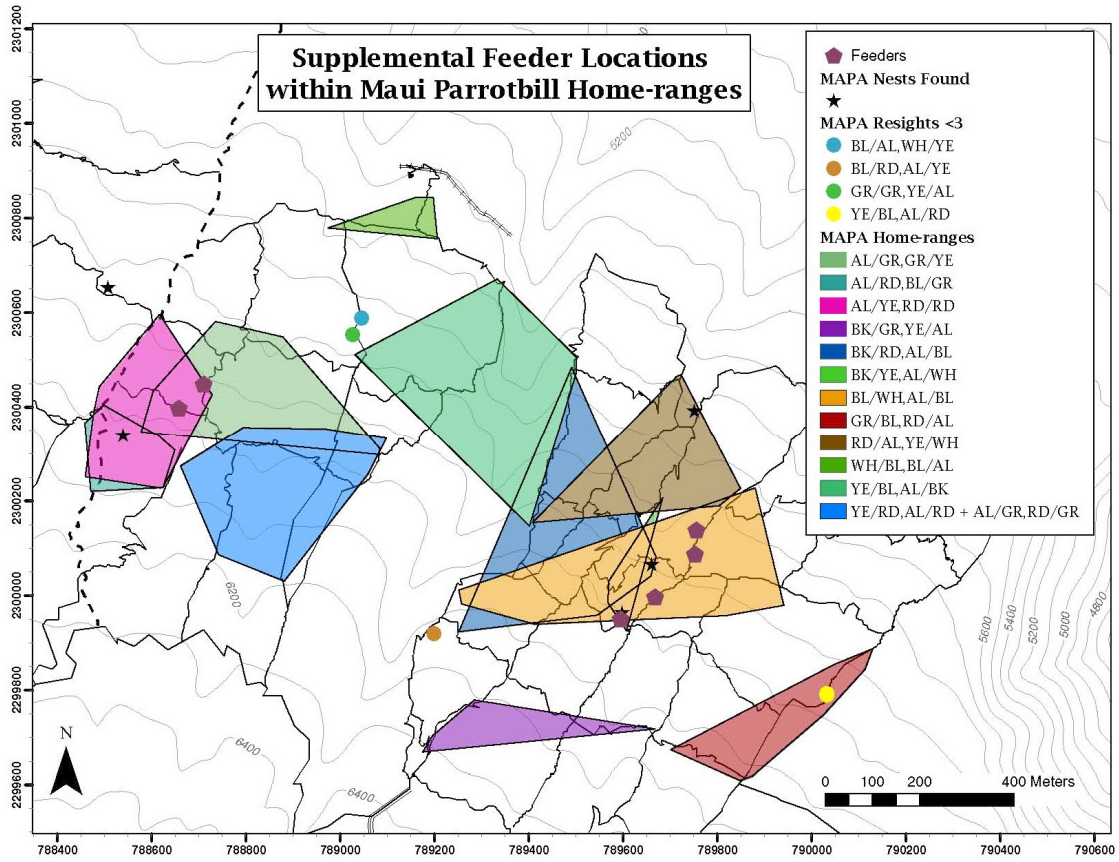 Supplemental Feeder Locations
within Maui Parrotbill Home-ranges
Feeders
MAPA Nests Found
MAPA Resights <3
BL/AL,WH/YE
BL/RD,AL/YE
GR/GR,YE/AL
YE/BL,AL/RD
MAPA Home-ranges
AL/GR,GR/YE
AL/RD,BL/GR
AL/YE,RD/RD
BK/GR,YE/AL
BK/RD,AL/BL
BK/YE,AL/WH
BL/WH,AL/BL
GR/BL,RD/AL
RD/AL,YE/WH
WH/BL,BL/AL
YE/BL,AL/BK
YE/RD,AL/RD + AL/GR,RD/GR
2301200
2301000
2300800
2300600
2300400
2300200
2300000
2299800
2299600
5200
6200
6400
6400
5600
5400
5200
5000
4800
N
0 100 200 400 Meters
788400 788600 788800 789000 789200 789400 789600 789800 790000 790200 790400 790600